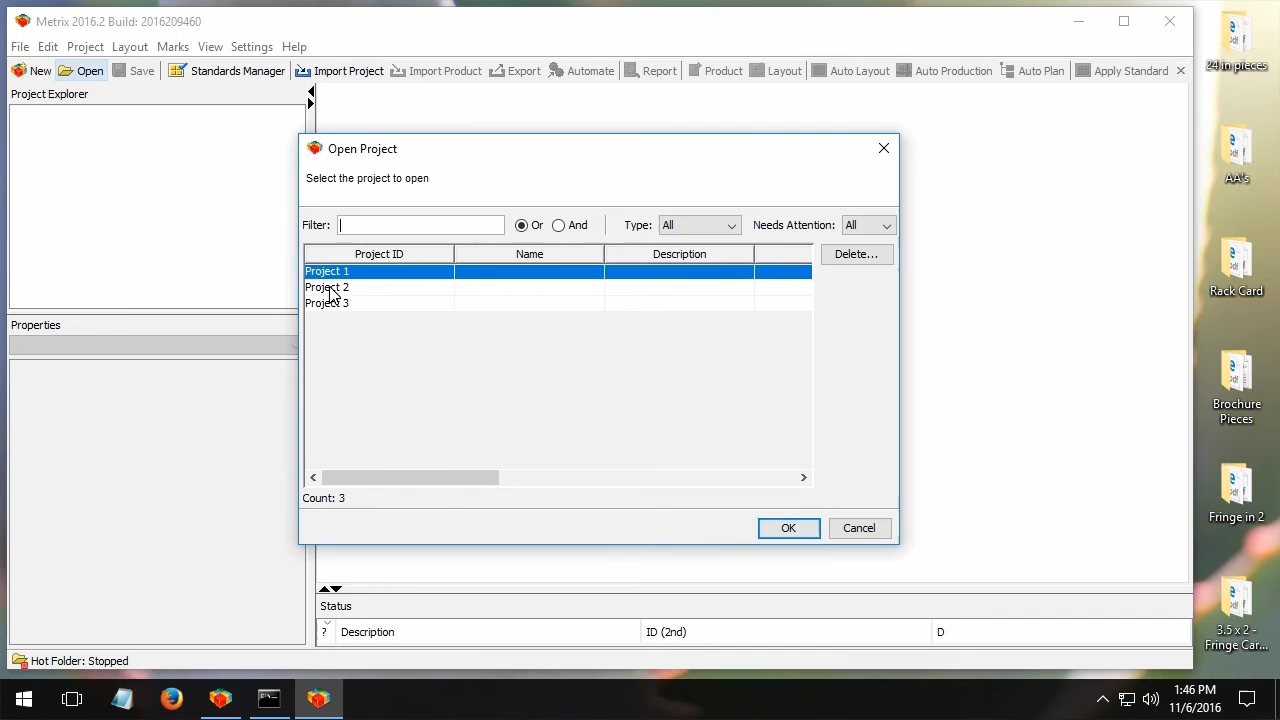 Metrix 2016.2 Build: 2016209460
File Edit Project Layout Marks View Settings Help
New Open Save Standards Manager Import Project Import Product Export Automate Report Product Layout Auto Layout Auto Production Auto Plan Apply Standard
Project Explorer
Open Project
Select the project to open
Filter: Or And Type: All Needs Attention: All
Project ID Name Description Delete...
Project 1
Project 2
Project 3
Count: 3
OK Cancel
Properties
Status
? Description ID (2nd) D
Hot Folder: Stopped
24 in pieces
AA's
Rack Card
Brochure
Pieces
Fringe in 2
3.5 x 2 -
Fringe Car...
1:46 PM
11/6/2016